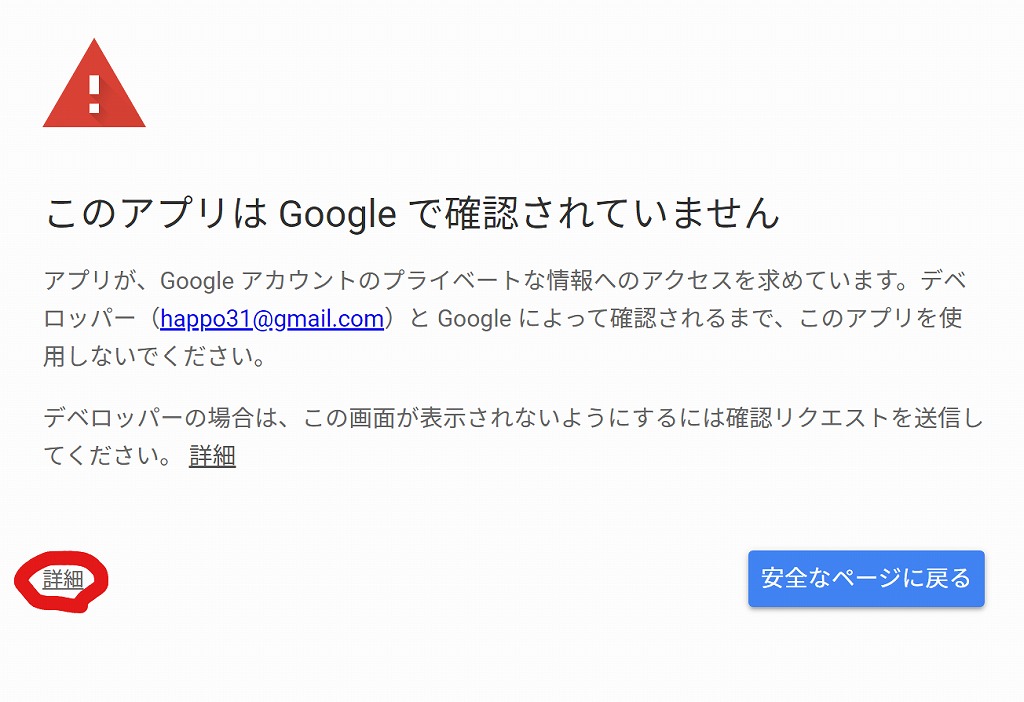 このアプリは Google で確認されていません
アプリが、Google アカウントのプライベートな情報へのアクセスを求めています。デベ
ロッパー（happo31@gmail.com）と Google によって確認されるまで、このアプリを使
用しないでください。
デベロッパーの場合は、この画面が表示されないようにするには確認リクエストを送信し
てください。 詳細
詳細
安全なページに戻る